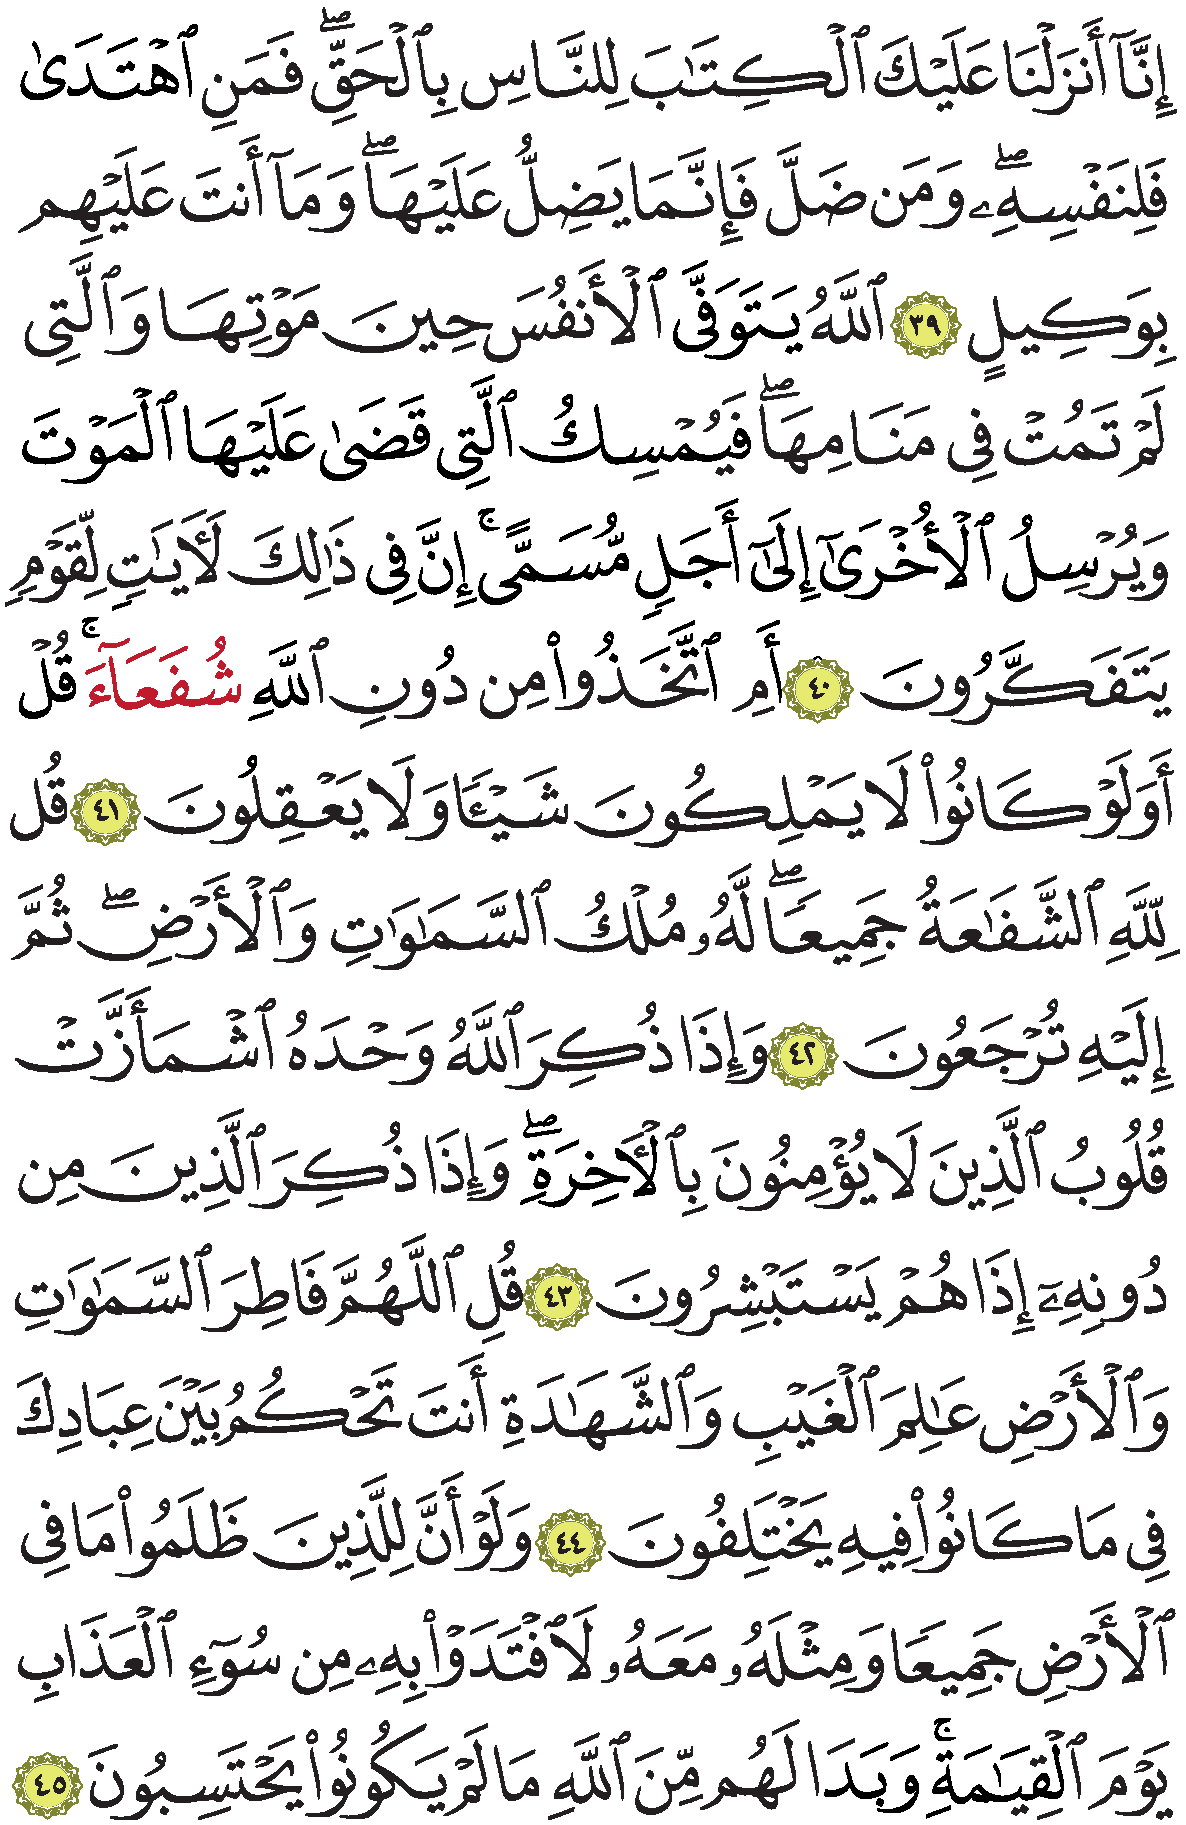 إِنَّآ أَنزَلْنَا عَلَيْكَ ٱلْكِتَٰبَ لِلنَّاسِ بِٱلْحَقِّ ۖ فَمَنِ ٱهْتَدَىٰ
فَلِنَفْسِهِۦ ۖ وَمَن ضَلَّ فَإِنَّمَا يَضِلُّ عَلَيْهَا ۖ وَمَآ أَنتَ عَلَيْهِم
بِوَكِيلٍ ٣٩ ٱللَّهُ يَتَوَفَّى ٱلْأَنفُسَ حِينَ مَوْتِهَا وَٱلَّتِى
لَمْ تَمُتْ فِى مَنَامِهَا ۖ فَيُمْسِكُ ٱلَّتِى قَضَىٰ عَلَيْهَا ٱلْمَوْتَ
وَيُرْسِلُ ٱلْأُخْرَىٰٓ إِلَىٰٓ أَجَلٍ مُّسَمًّى ۚ إِنَّ فِى ذَٰلِكَ لَءَايَٰتٍ لِّقَوْمٍ
يَتَفَكَّرُونَ ٤٠ أَمِ ٱتَّخَذُوا۟ مِن دُونِ ٱللَّهِ شُفَعَآءَ ۚ قُلْ
أَوَلَوْ كَانُوا۟ لَا يَمْلِكُونَ شَيْـًٔا وَلَا يَعْقِلُونَ ٤١ قُل
لِّلَّهِ ٱلشَّفَٰعَةُ جَمِيعًا ۖ لَّهُۥ مُلْكُ ٱلسَّمَٰوَٰتِ وَٱلْأَرْضِ ۖ ثُمَّ
إِلَيْهِ تُرْجَعُونَ ٤٢ وَإِذَا ذُكِرَ ٱللَّهُ وَحْدَهُ ٱشْمَأَزَّتْ
قُلُوبُ ٱلَّذِينَ لَا يُؤْمِنُونَ بِٱلْءَاخِرَةِ ۖ وَإِذَا ذُكِرَ ٱلَّذِينَ مِن
دُونِهِۦٓ إِذَا هُمْ يَسْتَبْشِرُونَ ٤٣ قُلِ ٱللَّهُمَّ فَاطِرَ ٱلسَّمَٰوَٰتِ
وَٱلْأَرْضِ عَٰلِمَ ٱلْغَيْبِ وَٱلشَّهَٰدَةِ أَنتَ تَحْكُمُ بَيْنَ عِبَادِكَ
فِى مَا كَانُوا۟ فِيهِ يَخْتَلِفُونَ ٤٤ وَلَوْ أَنَّ لِلَّذِينَ ظَلَمُوا۟ مَا فِى
ٱلْأَرْضِ جَمِيعًا وَمِثْلَهُۥ مَعَهُۥ لَٱفْتَدَوْا۟ بِهِۦ مِن سُوٓءِ ٱلْعَذَابِ
يَوْمَ ٱلْقِيَٰمَةِ ۚ وَبَدَا لَهُم مِّنَ ٱللَّهِ مَا لَمْ يَكُونُوا۟ يَحْتَسِبُونَ ٤٥